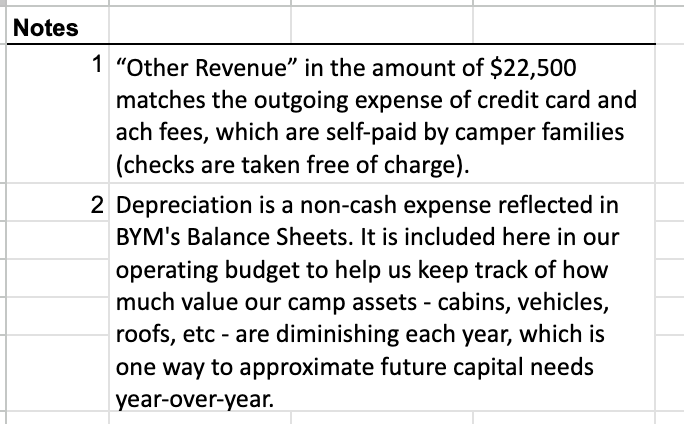 Notes
1 “Other Revenue” in the amount of $22,500
matches the outgoing expense of credit card and
ach fees, which are self-paid by camper families
(checks are taken free of charge).
2 Depreciation is a non-cash expense reflected in
BYM's Balance Sheets. It is included here in our
operating budget to help us keep track of how
much value our camp assets - cabins, vehicles,
roofs, etc - are diminishing each year, which is
one way to approximate future capital needs
year-over-year.